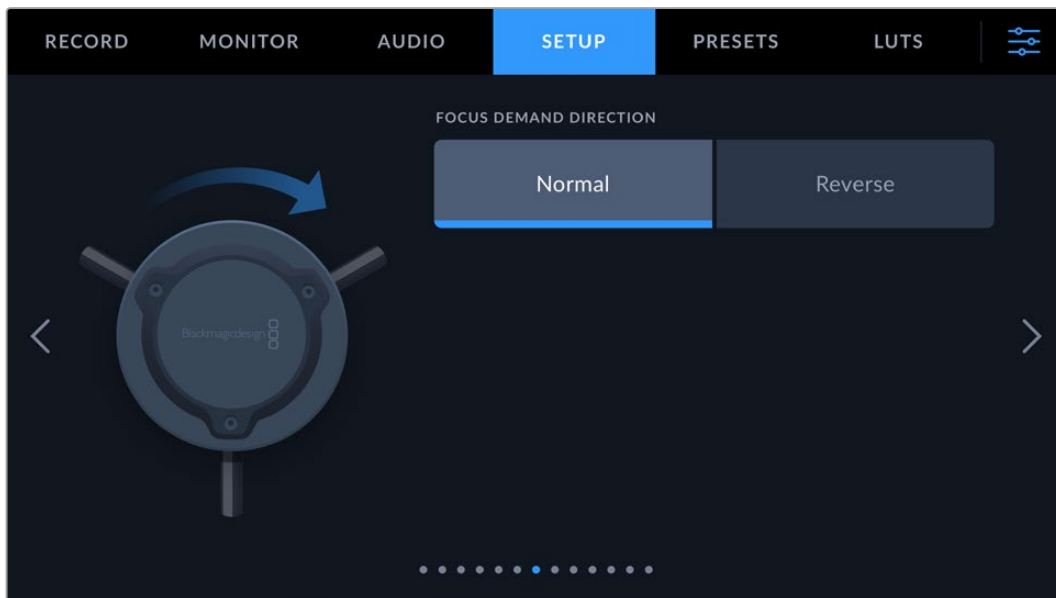 RECORD MONITOR AUDIO SETUP PRESETS LUTS
FOCUS DEMAND DIRECTION
Normal Reverse
Blackmagicdesign